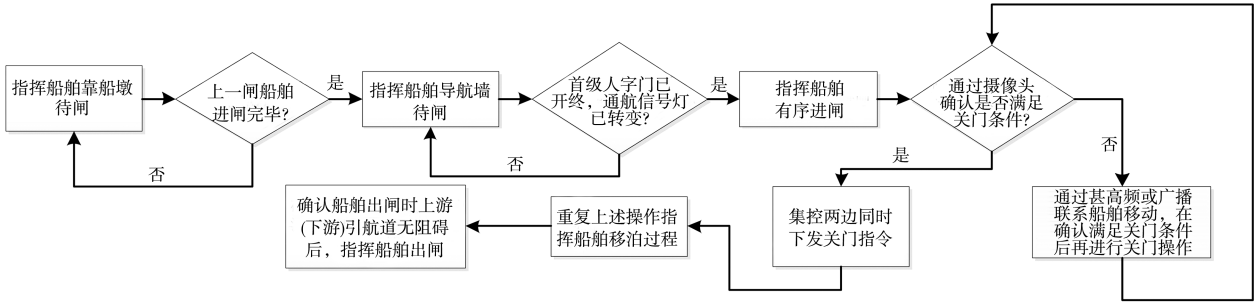 指挥船舶靠船墩
待闸
上一闸船舶
进闸完毕?
是
否
指挥船舶导航墙
待闸
首级人字门已
开终，通航信号灯
已转变?
是
否
指挥船舶
有序进闸
通过摄像头
确认是否满足
关门条件?
是
否
通过甚高频或广播
联系船舶移动，在
确认满足关门条件
后再进行关门操作
集控两边同时
下发关门指令
重复上述操作指
挥船舶移泊过程
确认船舶出闸时上游
(下游)引航道无阻碍
后，指挥船舶出闸